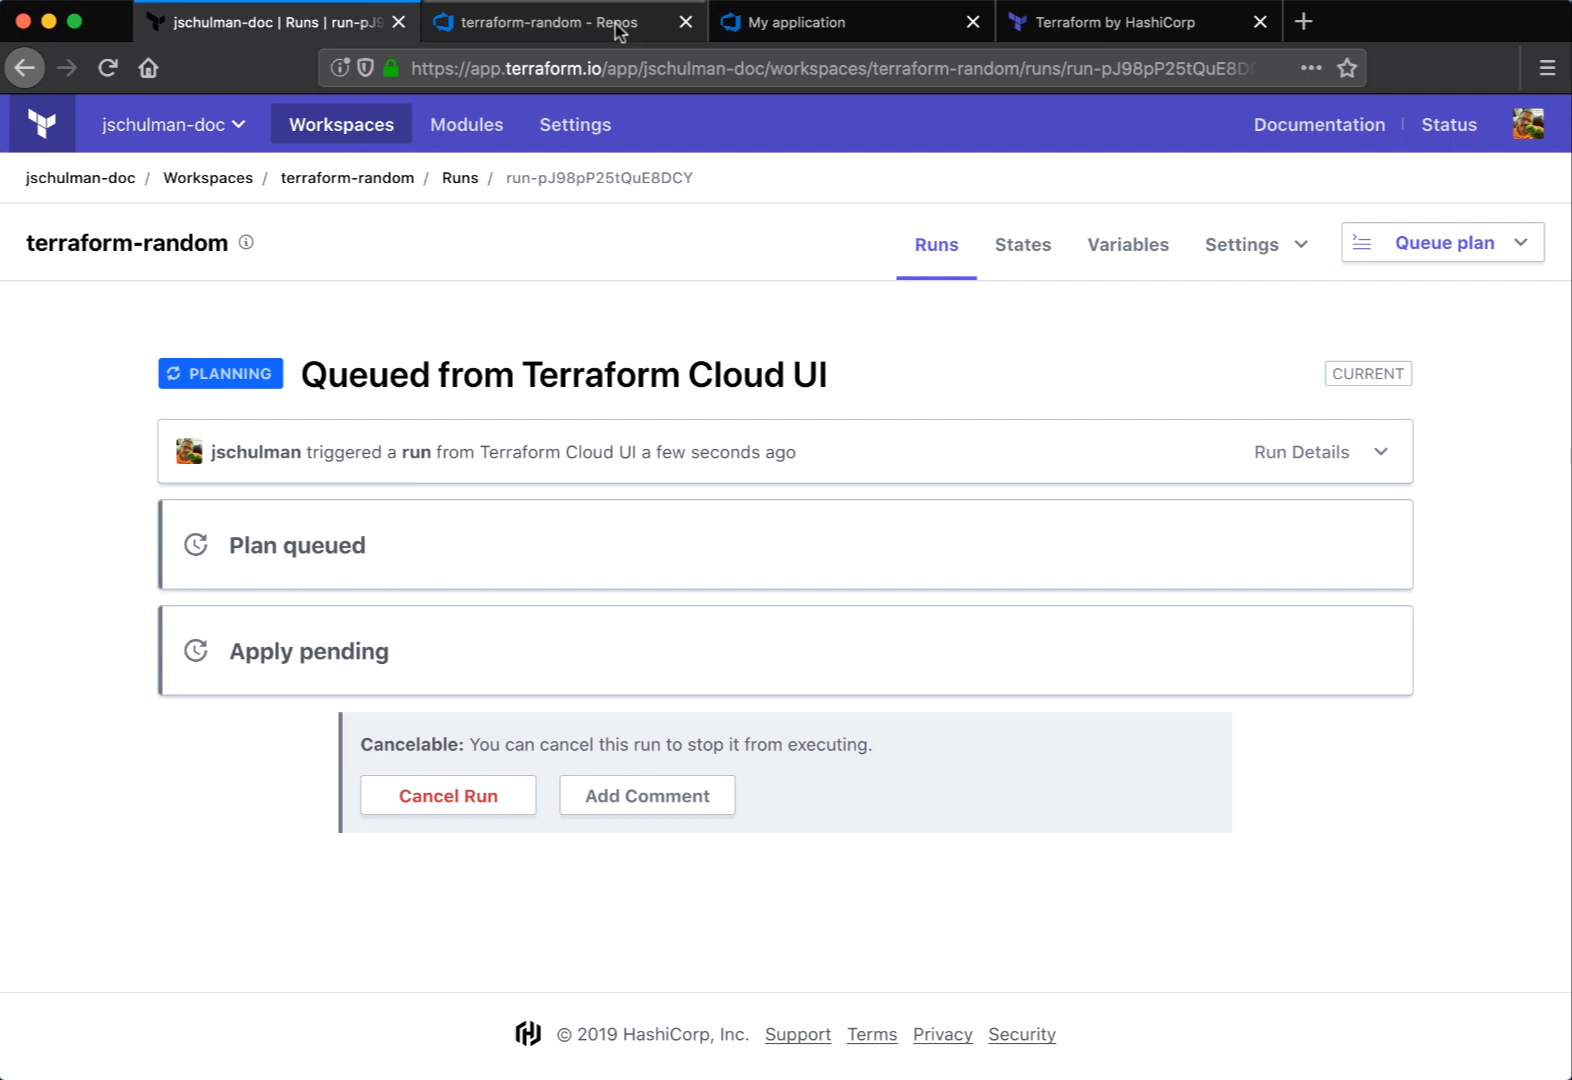 jschulman-doc | Runs | run-pJ9
terraform-random - Repos
My application
Terraform by HashiCorp
https://app.terraform.io/app/jschulman-doc/workspaces/terraform-random/runs/run-pJ98pP25tQuE8DC
jschulman-doc
Workspaces
Modules
Settings
Documentation
Status
jschulman-doc / Workspaces / terraform-random / Runs / run-pJ98pP25tQuE8DCY
terraform-random
Runs
States
Variables
Settings
Queue plan
PLANNING
Queued from Terraform Cloud UI
CURRENT
jschulman triggered a run from Terraform Cloud UI a few seconds ago
Run Details
Plan queued
Apply pending
Cancelable: You can cancel this run to stop it from executing.
Cancel Run
Add Comment
© 2019 HashiCorp, Inc. Support Terms Privacy Security